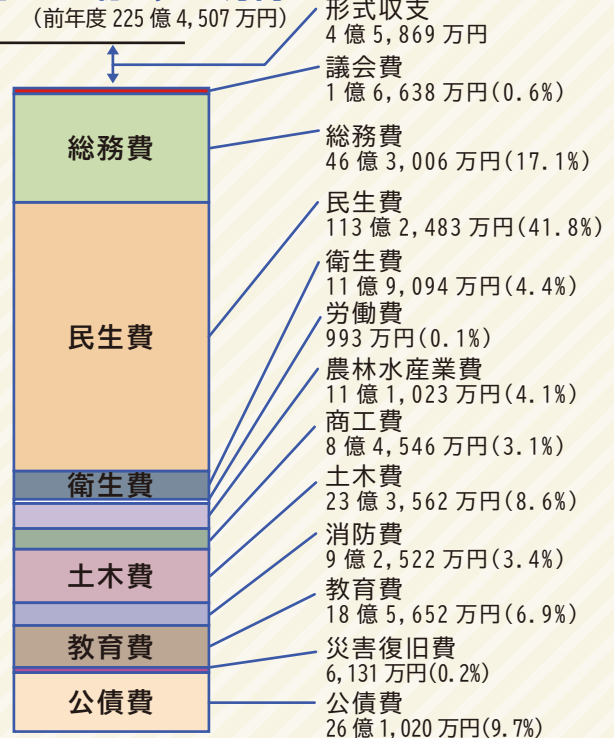 (前年度 225 億 4,507 万円)
形式収支
4 億 5,869 万円
議会費
1 億 6,638 万円(0.6%)
総務費
総務費
46 億 3,006 万円(17.1%)
民生費
113 億 2,483 万円(41.8%)
民生費
衛生費
11 億 9,094 万円(4.4%)
労働費
993 万円(0.1%)
農林水産業費
11 億 1,023 万円(4.1%)
商工費
8 億 4,546 万円(3.1%)
衛生費
土木費
23 億 3,562 万円(8.6%)
消防費
9 億 2,522 万円(3.4%)
土木費
教育費
18 億 5,652 万円(6.9%)
教育費
災害復旧費
6,131 万円(0.2%)
公債費
公債費
26 億 1,020 万円(9.7%)